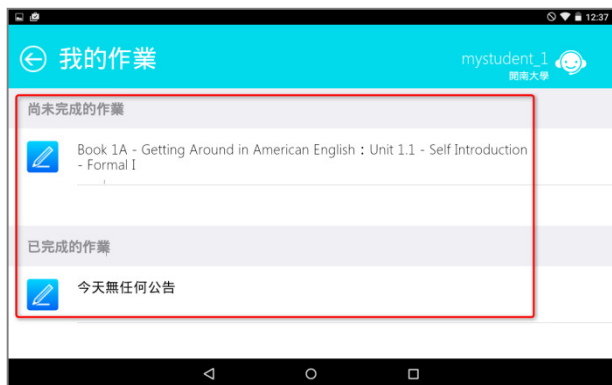 12:37
我的作業
mystudent_1
開南大學
尚未完成的作業
Book 1A - Getting Around in American English：Unit 1.1 - Self Introduction
- Formal I
已完成的作業
今天無任何公告